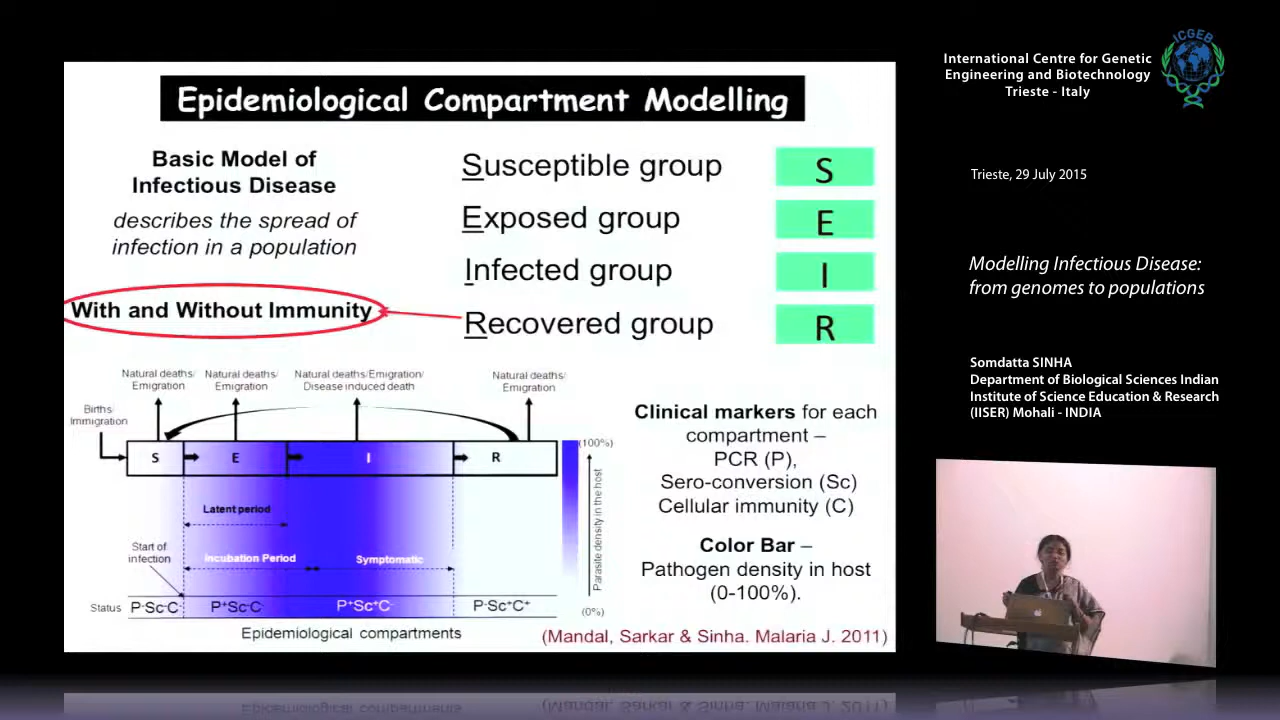 Epidemiological Compartment Modelling
Basic Model of
Infectious Disease
describes the spread of
infection in a population
With and Without Immunity
Susceptible group
S
Exposed group
E
Infected group
I
Recovered group
R
Natural deaths/
Emigration
Natural deaths/
Emigration
Natural deaths/Emigration/
Disease induced death
Natural deaths/
Emigration
Births/
Immigration
S
E
I
R
(100%)
Parasite density in the host
(0%)
Latent period
Start of
infection
Incubation Period
Symptomatic
Status
P-Sc-C-
P+Sc-C-
P+Sc+C-
P-Sc+C+
Epidemiological compartments
Clinical markers for each
compartment –
PCR (P),
Sero-conversion (Sc)
Cellular immunity (C)
Color Bar –
Pathogen density in host
(0-100%).
(Mandal, Sarkar & Sinha. Malaria J. 2011)
International Centre for Genetic
Engineering and Biotechnology
Trieste - Italy
ICGEB
Trieste, 29 July 2015
Modelling Infectious Disease:
from genomes to populations
Somdatta SINHA
Department of Biological Sciences Indian
Institute of Science Education & Research
(IISER) Mohali - INDIA